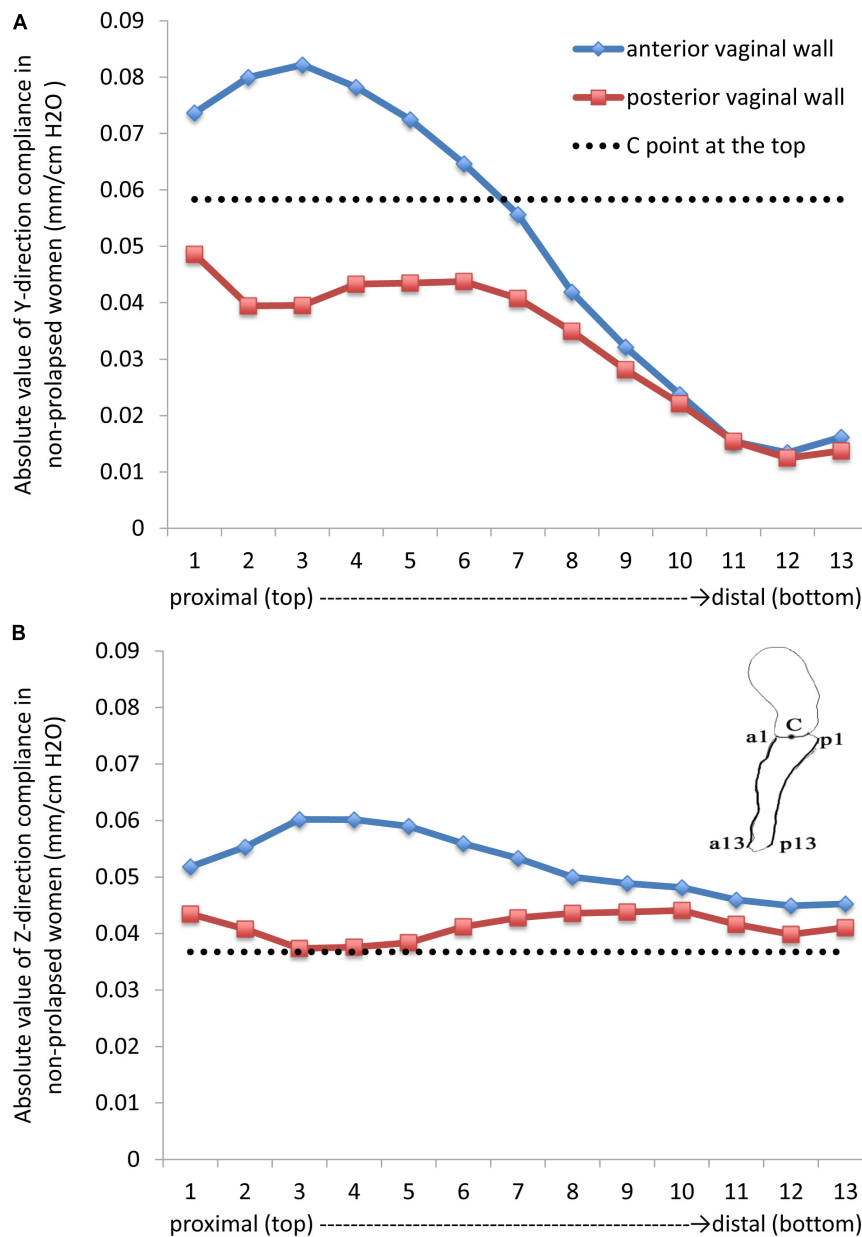 A
Absolute value of Y-direction compliance in
non-prolapsed women (mm/cm H2O )
0.09
0.08
0.07
0.06
0.05
0.04
0.03
0.02
0.01
0
anterior vaginal wall
posterior vaginal wall
C point at the top
1 2 3 4 5 6 7 8 9 10 11 12 13
proximal (top) ----------------------------------------→distal (bottom)
B
Absolute value of Z-direction compliance in
non-prolapsed women (mm/cm H2O)
0.09
0.08
0.07
0.06
0.05
0.04
0.03
0.02
0.01
0
C
a1 p1
a13 p13
1 2 3 4 5 6 7 8 9 10 11 12 13
proximal (top) ----------------------------------------→distal (bottom)